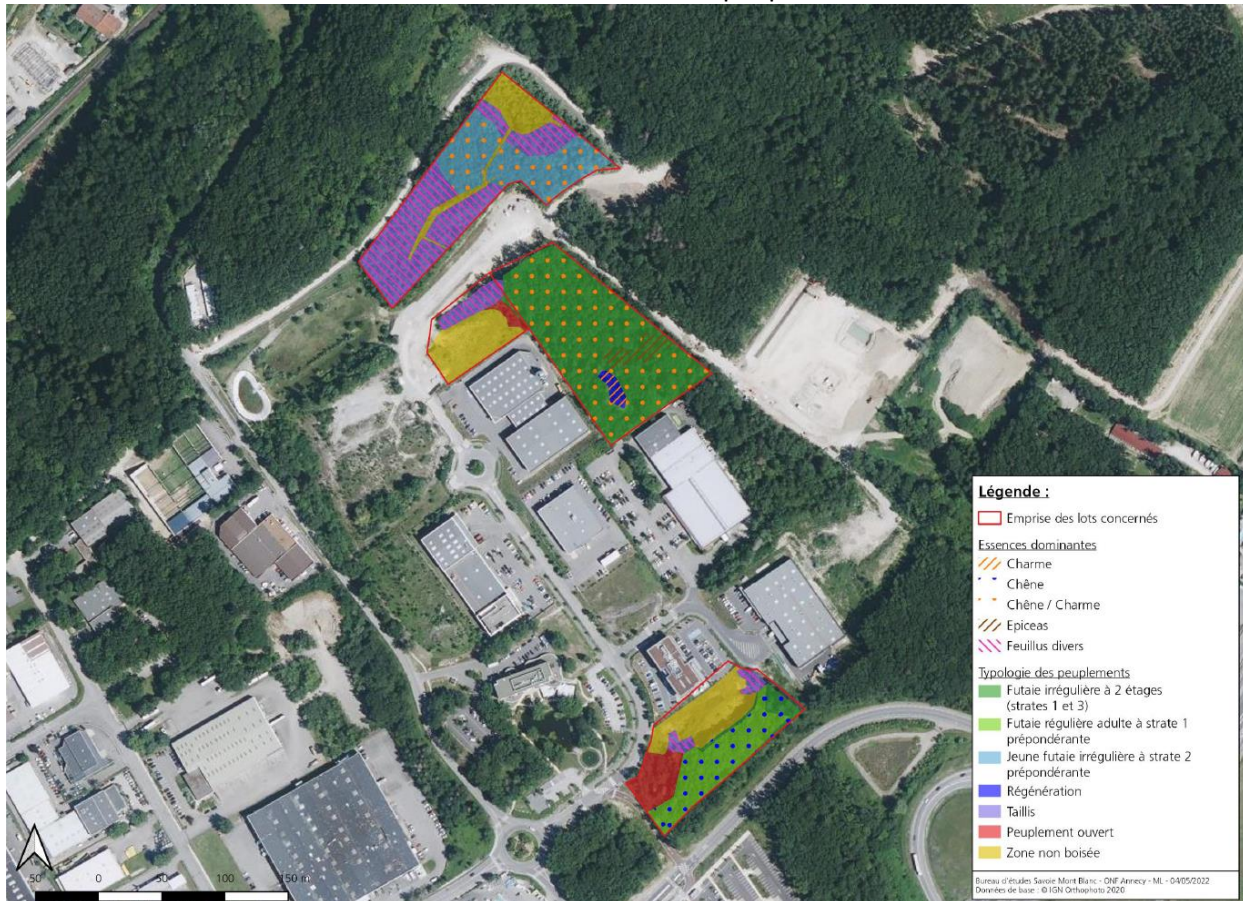 Légende :
Emprise des lots concernés
Essences dominantes
Charme
Chêne
Chêne / Charme
Epiceas
Feuillus divers
Typologie des peuplements
Futaie irrégulière à 2 étages
(strates 1 et 3)
Futaie régulière adulte à strate 1
prépondérante
Jeune futaie irrégulière à strate 2
prépondérante
Régénération
Taillis
Peuplement ouvert
Zone non boisée
Bureau d'études Savoie Mont Blanc - ONF Annecy - ML - 04/05/2022
Données de base : © IGN Orthophoto 2020
50 0 50 100 150 m